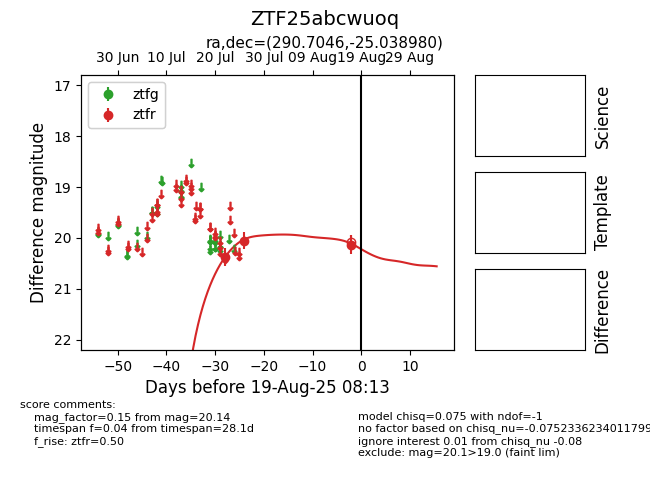 ZTF25abcwuoq
ra,dec=(290.7046,-25.038980)
30 Jun 10 Jul 20 Jul 30 Jul 09 Aug 19 Aug 29 Aug
ztfg
ztfr
17
18
19
20
21
22
Difference magnitude
−50 −40 −30 −20 −10 0 10
Days before 19-Aug-25 08:13
Science
Template
Difference
score comments:
mag_factor=0.15 from mag=20.14
timespan f=0.04 from timespan=28.1d
f_rise: ztfr=0.50
model chisq=0.075 with ndof=-1
no factor based on chisq_nu=-0.0752336234011799
ignore interest 0.01 from chisq_nu -0.08
exclude: mag=20.1>19.0 (faint lim)